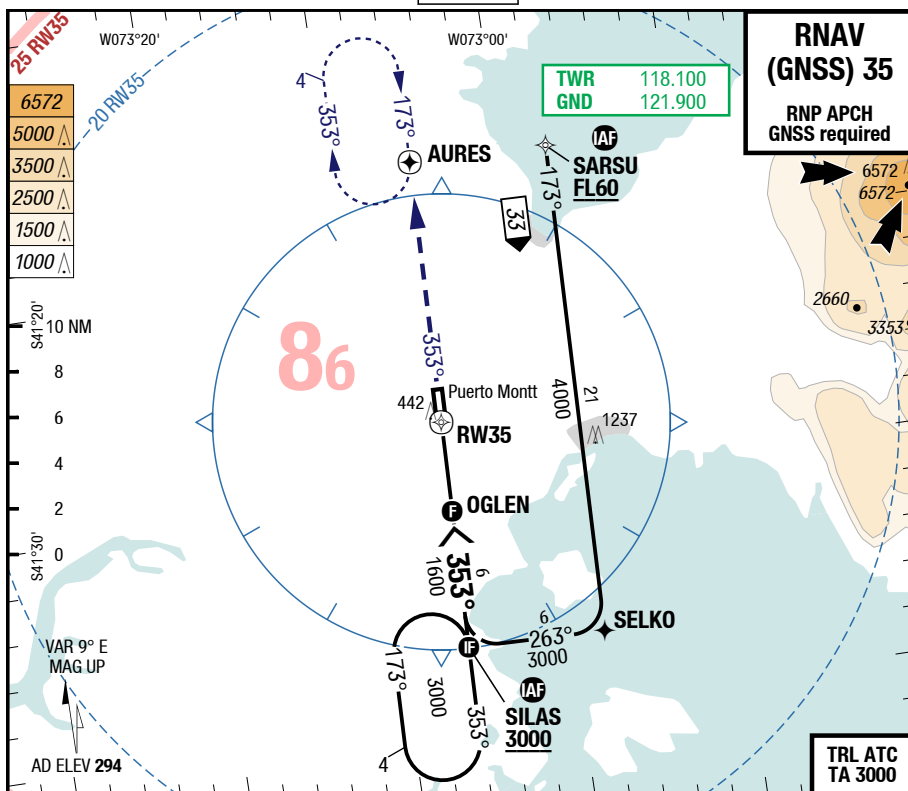 25 RW35
20 RW35
W073°20'
W073°00'
RNAV
(GNSS) 35
RNP APCH
GNSS required
TWR 118.100
GND 121.900
6572
5000
3500
2500
1500
1000
4
353°
173°
AURES
IAF
SARSU
FL60
173°
33
6572
6572
2660
3353
S41°20'
10 NM
8
6
4
2
0
S41°30'
86
353°
442
Puerto Montt
RW35
21
4000
1237
F OGLEN
6
353°
1600
SELKO
6
263°
3000
IF
IAF
SILAS
3000
173°
3000
353°
4
VAR 9° E
MAG UP
AD ELEV 294
TRL ATC
TA 3000